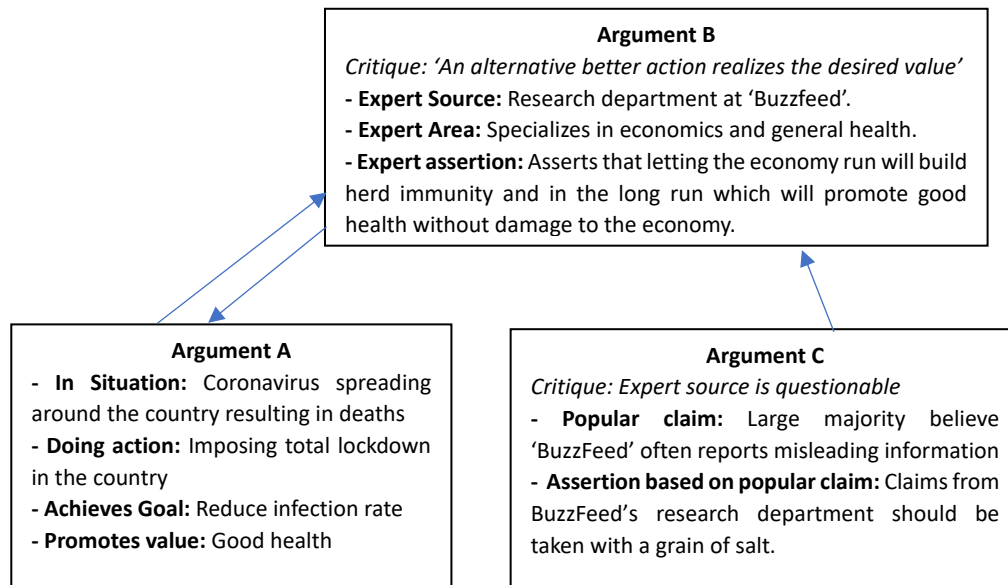 Argument B
Critique: ‘An alternative better action realizes the desired value’
- Expert Source: Research department at ‘Buzzfeed’.
- Expert Area: Specializes in economics and general health.
- Expert assertion: Asserts that letting the economy run will build
herd immunity and in the long run which will promote good
health without damage to the economy.
Argument A
- In Situation: Coronavirus spreading
around the country resulting in deaths
- Doing action: Imposing total lockdown
in the country
- Achieves Goal: Reduce infection rate
- Promotes value: Good health
Argument C
Critique: Expert source is questionable
- Popular claim: Large majority believe
‘BuzzFeed’ often reports misleading information
- Assertion based on popular claim: Claims from
BuzzFeed’s research department should be
taken with a grain of salt.